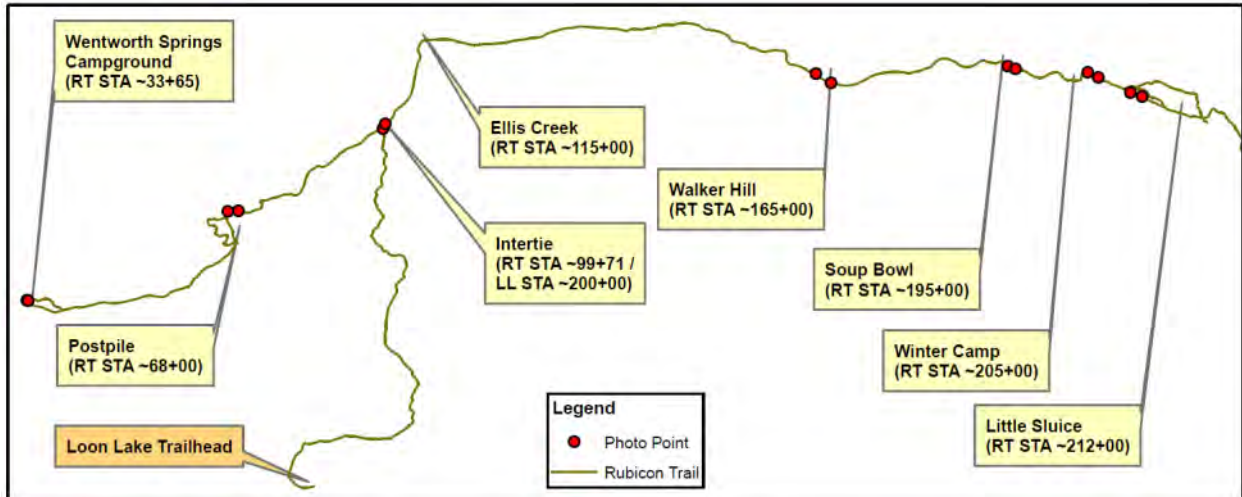 Wentworth Springs
Campground
(RT STA ~33+65)
Ellis Creek
(RT STA ~115+00)
Walker Hill
(RT STA ~165+00)
Intertie
(RT STA ~99+71 /
LL STA ~200+00)
Soup Bowl
(RT STA ~195+00)
Postpile
(RT STA ~68+00)
Winter Camp
(RT STA ~205+00)
Little Sluice
(RT STA ~212+00)
Loon Lake Trailhead
Legend
Photo Point
Rubicon Trail